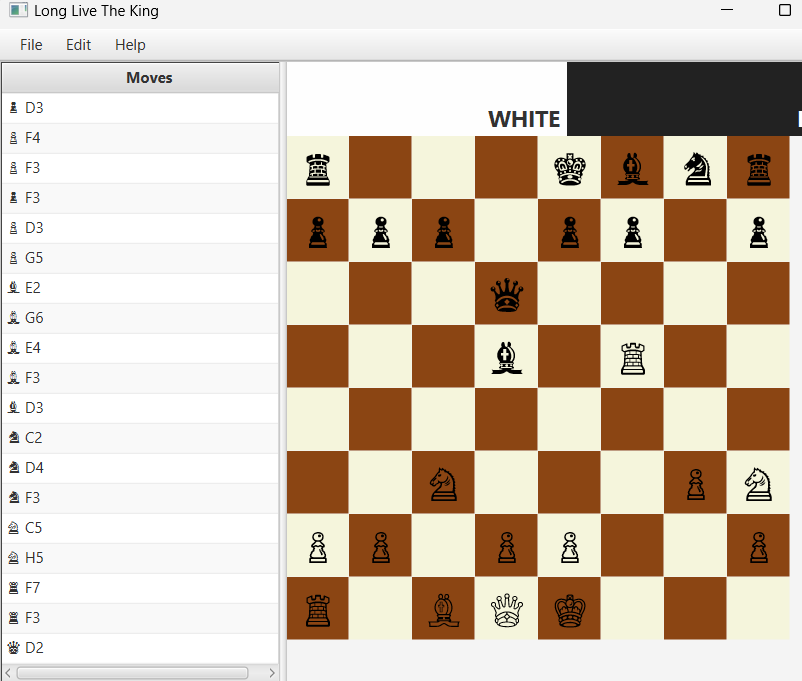 Long Live The King
File Edit Help
Moves
D3
F4
F3
F3
D3
G5
E2
G6
E4
F3
D3
C2
D4
F3
C5
H5
F7
F3
D2
WHITE